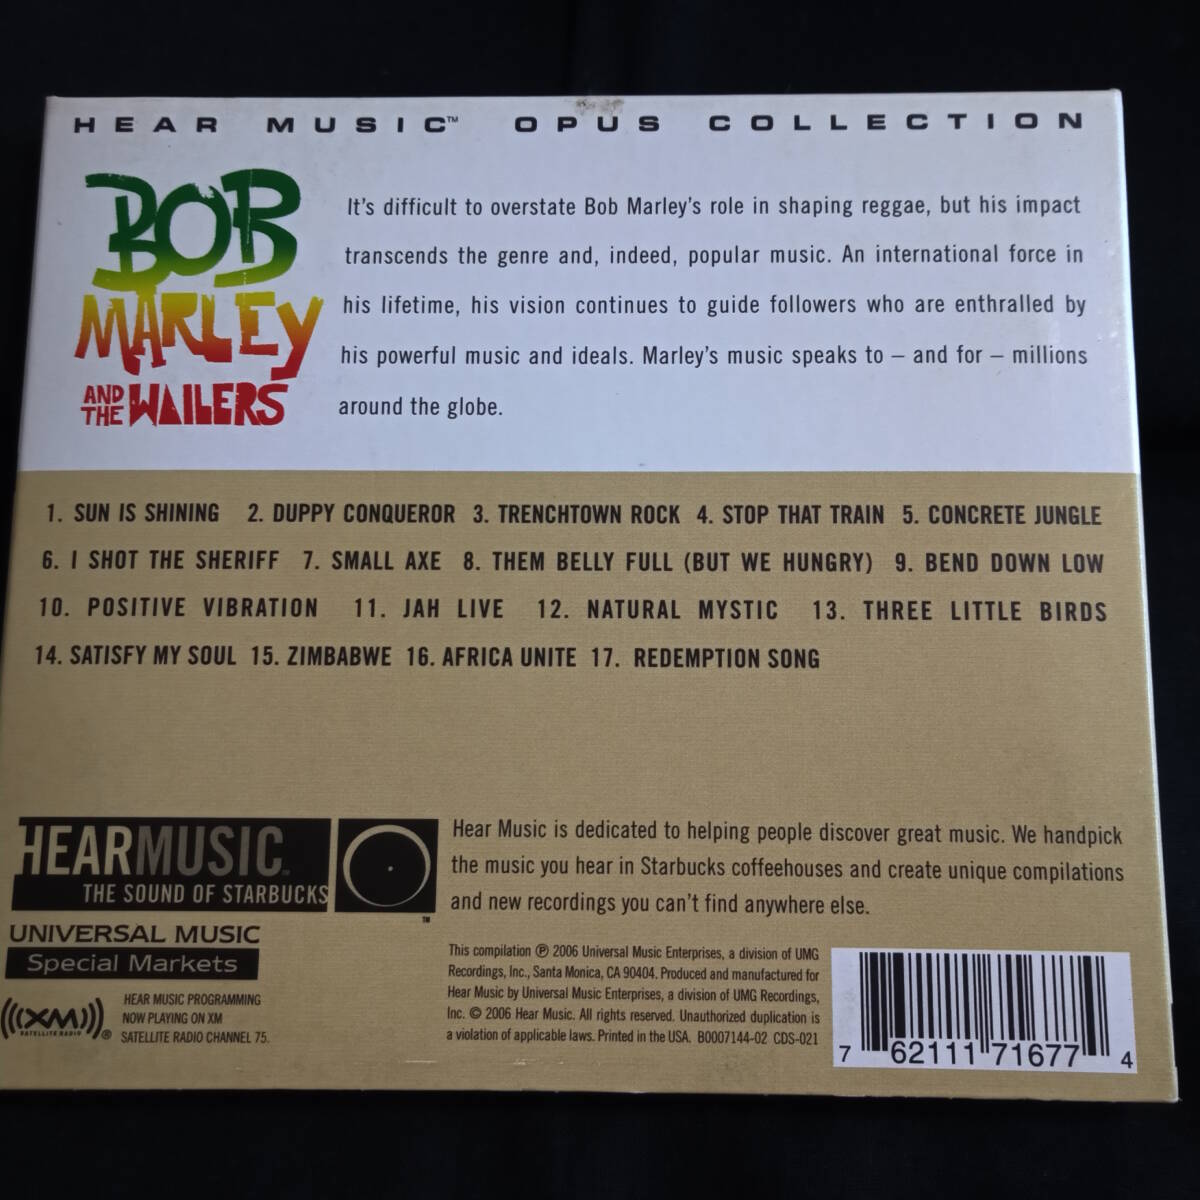 HEAR MUSIC™ OPUS COLLECTION
BOB
MARLEY
AND THE WAILERS
It's difficult to overstate Bob Marley's role in shaping reggae, but his impact
transcends the genre and, indeed, popular music. An international force in
his lifetime, his vision continues to guide followers who are enthralled by
his powerful music and ideals. Marley's music speaks to – and for – millions
around the globe.
1. SUN IS SHINING 2. DUPPY CONQUEROR 3. TRENCHTOWN ROCK 4. STOP THAT TRAIN 5. CONCRETE JUNGLE
6. I SHOT THE SHERIFF 7. SMALL AXE 8. THEM BELLY FULL (BUT WE HUNGRY) 9. BEND DOWN LOW
10. POSITIVE VIBRATION 11. JAH LIVE 12. NATURAL MYSTIC 13. THREE LITTLE BIRDS
14. SATISFY MY SOUL 15. ZIMBABWE 16. AFRICA UNITE 17. REDEMPTION SONG
HEARMUSIC™
THE SOUND OF STARBUCKS
™
Hear Music is dedicated to helping people discover great music. We handpick
the music you hear in Starbucks coffeehouses and create unique compilations
and new recordings you can't find anywhere else.
UNIVERSAL MUSIC
Special Markets
XM
SATELLITE RADIO ®
HEAR MUSIC PROGRAMMING
NOW PLAYING ON XM
SATELLITE RADIO CHANNEL 75.
This compilation ℗ 2006 Universal Music Enterprises, a division of UMG
Recordings, Inc., Santa Monica, CA 90404. Produced and manufactured for
Hear Music by Universal Music Enterprises, a division of UMG Recordings,
Inc. © 2006 Hear Music. All rights reserved. Unauthorized duplication is
a violation of applicable laws. Printed in the USA. B0007144-02 CDS-021
7 62111 71677 4